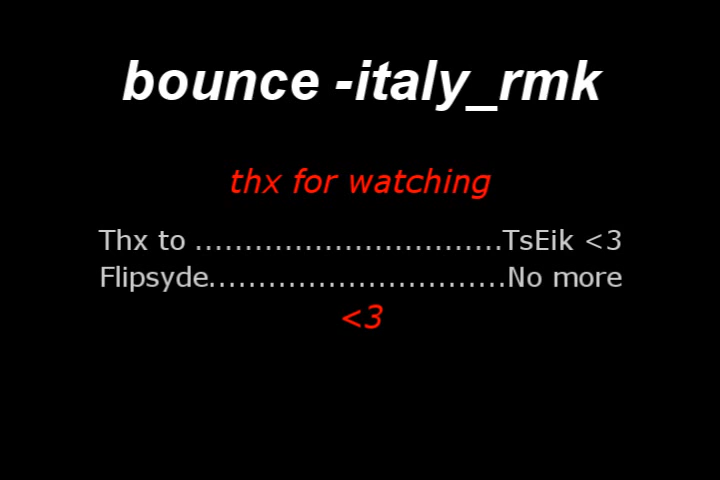 bounce -italy_rmk
thx for watching
Thx to ...............................TsEik <3
Flipsyde..............................No more
<3